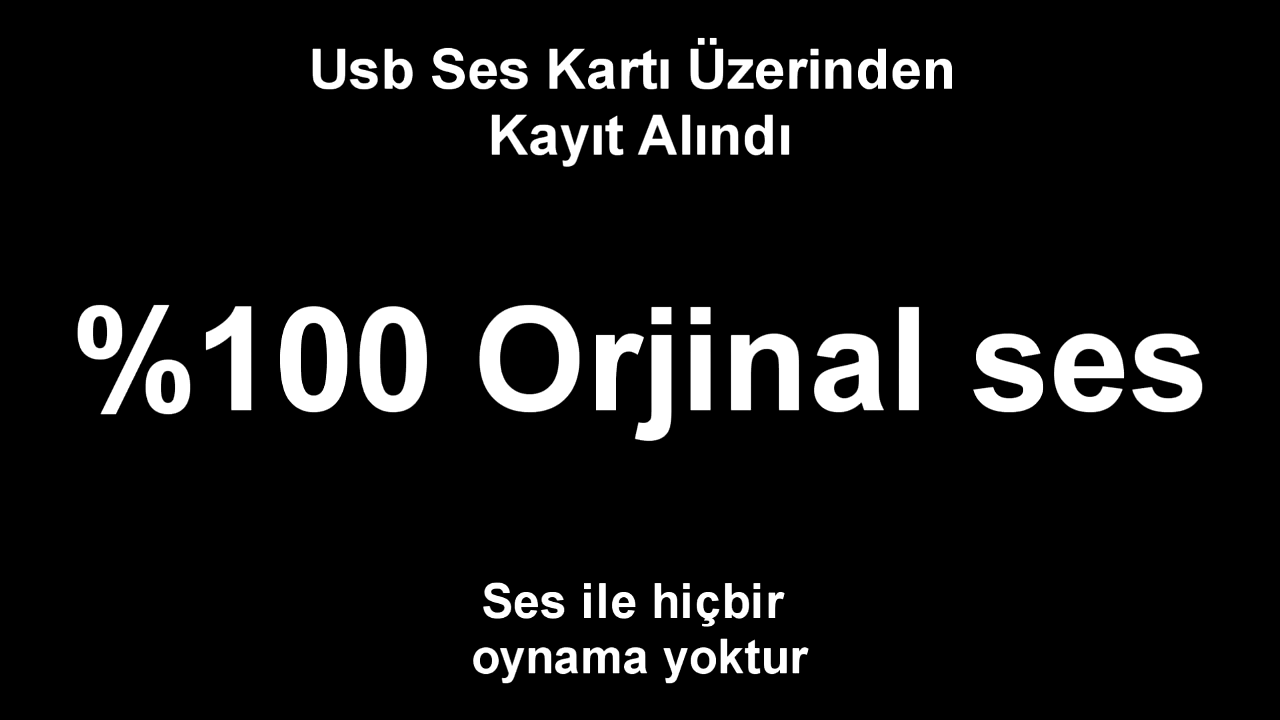 Usb Ses Kartı Üzerinden
Kayıt Alındı
%100 Orjinal ses
Ses ile hiçbir
oynama yoktur